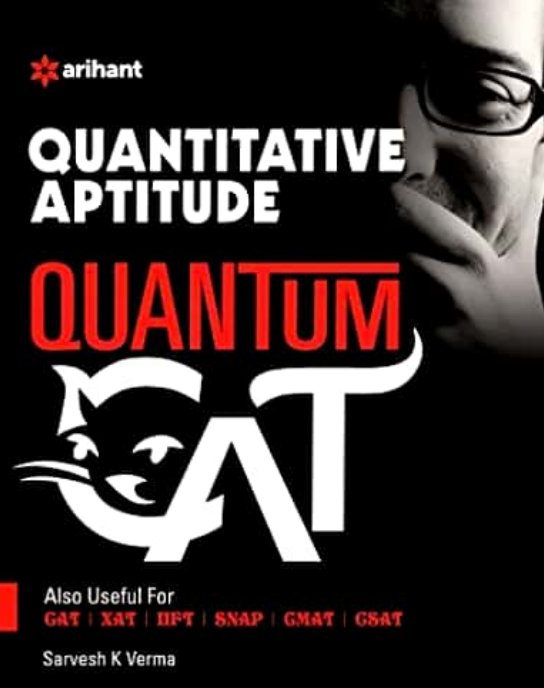 arihant
QUANTITATIVE
APTITUDE
QUANTUM
CAT
Also Useful For
CAT | XAT | IIFT | SNAP | GMAT | CSAT
Sarvesh K Verma